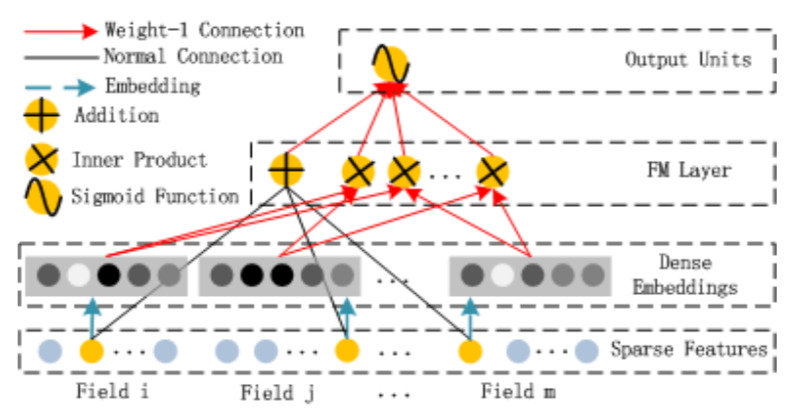 Weight-1 Connection
Normal Connection
Embedding
Addition
Inner Product
Sigmoid Function
Output Units
...
FM Layer
...
Dense
Embeddings
...
...
...
...
Sparse Features
Field i
Field j
...
Field m